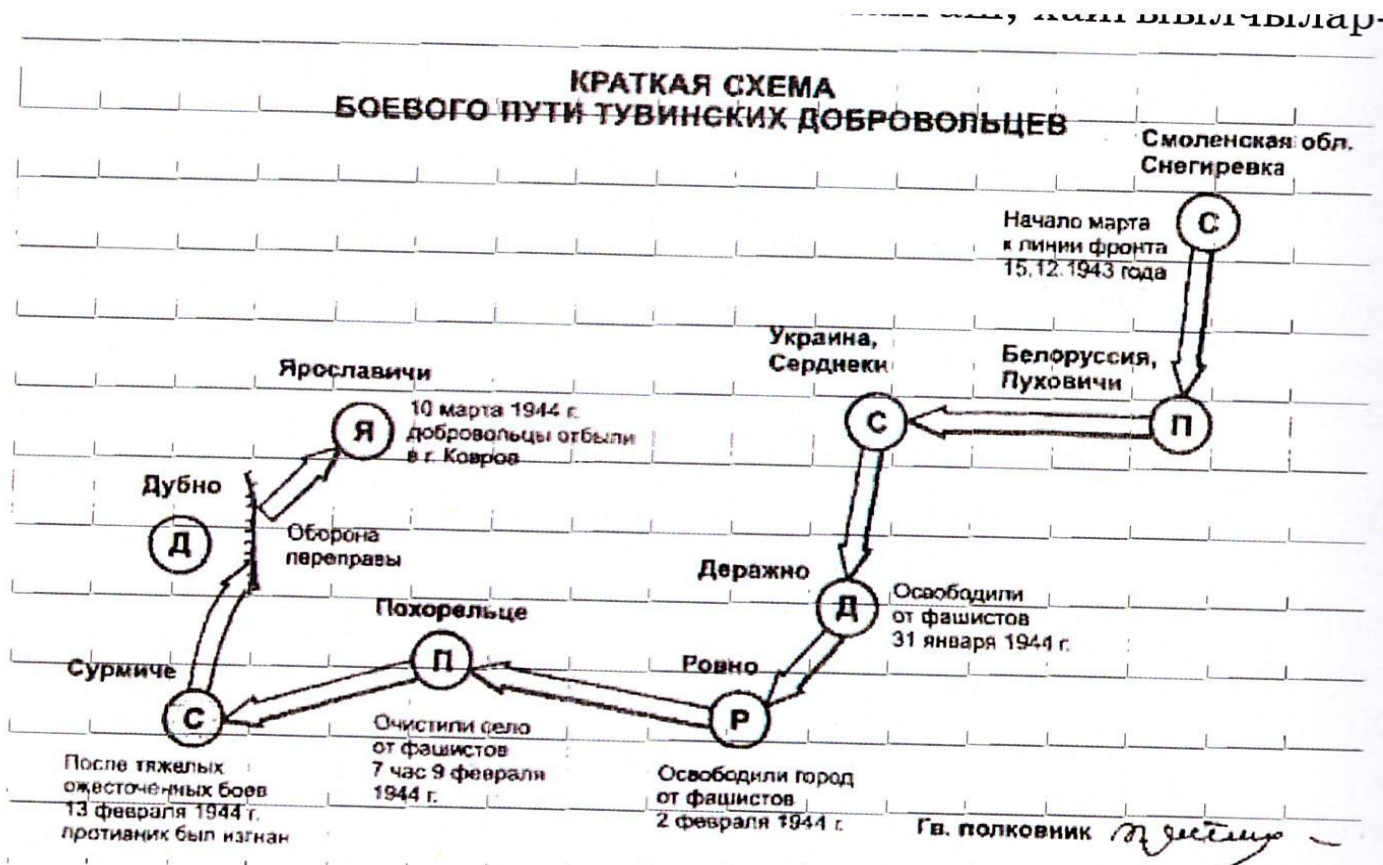 КРАТКАЯ СХЕМА
БОЕВОГО ПУТИ ТУВИНСКИХ ДОБРОВОЛЬЦЕВ
Смоленская обл.
Снегиревка
С
Начало марта
к линии фронта
15.12.1943 года
Белоруссия,
Пуховичи
П
Украина,
Серднеки
С
Деражно
Д
Освободили
от фашистов
31 января 1944 г.
Ровно
Р
Освободили город
от фашистов
2 февраля 1944 г.
Похорельце
П
Очистили село
от фашистов
7 час 9 февраля
1944 г.
Сурмиче
С
После тяжелых
ожесточенных боев
13 февраля 1944 г.
противник был изгнан
Дубно
Д
Оборона
переправы
Ярославичи
Я
10 марта 1944 г.
добровольцы отбыли
в г. Ковров
Гв. полковник